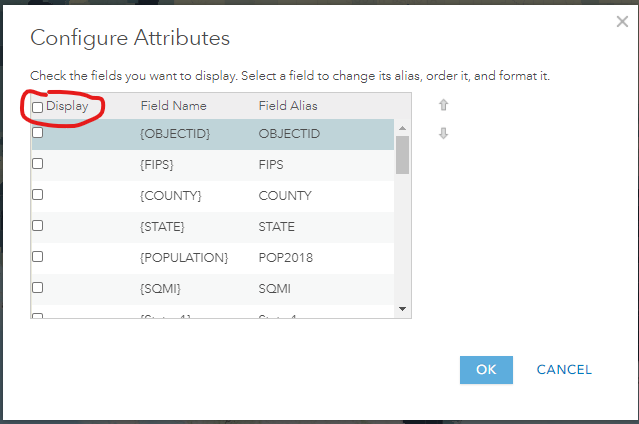 Configure Attributes
Check the fields you want to display. Select a field to change its alias, order it, and format it.
Display Field Name Field Alias
{OBJECTID} OBJECTID
{FIPS} FIPS
{COUNTY} COUNTY
{STATE} STATE
{POPULATION} POP2018
{SQMI} SQMI
OK CANCEL